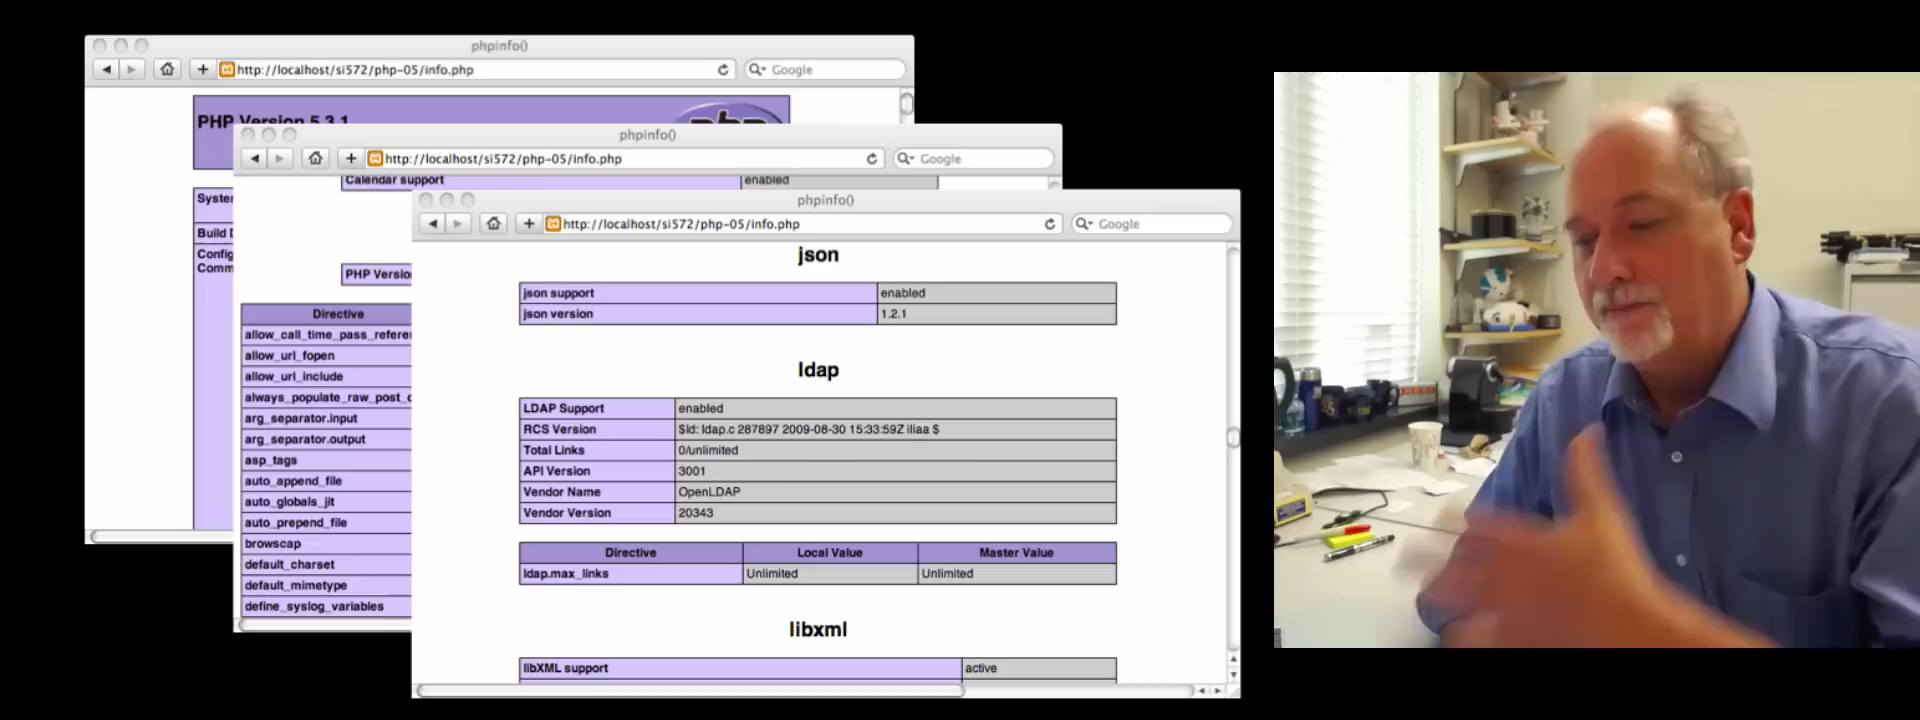 phpinfo()
http://localhost/si572/php-05/info.php
Google
PHP Version 5.3.1
php
System
Build D
Config
Comm
phpinfo()
http://localhost/si572/php-05/info.php
Google
Calendar support enabled
PHP Versio
Directive
allow_call_time_pass_refere
allow_url_fopen
allow_url_include
always_populate_raw_post_d
arg_separator.input
arg_separator.output
asp_tags
auto_append_file
auto_globals_jit
auto_prepend_file
browscap
default_charset
default_mimetype
define_syslog_variables
phpinfo()
http://localhost/si572/php-05/info.php
Google
json
json support enabled
json version 1.2.1
ldap
LDAP Support enabled
RCS Version $Id: ldap.c 287897 2009-08-30 15:33:59Z iliaa $
Total Links 0/unlimited
API Version 3001
Vendor Name OpenLDAP
Vendor Version 20343
Directive Local Value Master Value
ldap.max_links Unlimited Unlimited
libxml
libXML support active